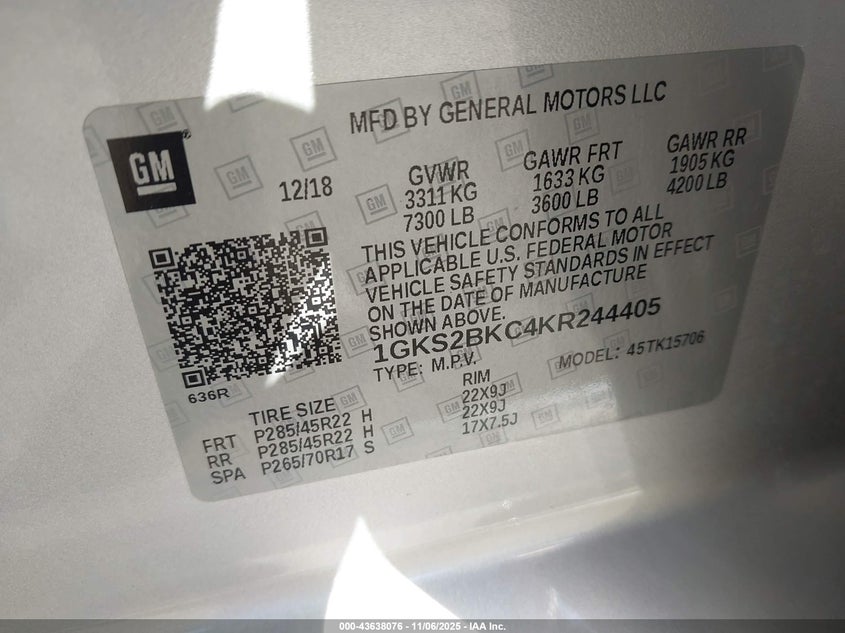 MFD BY GENERAL MOTORS LLC
GM®
12/18
GVWR
3311 KG
7300 LB
GAWR FRT
1633 KG
3600 LB
GAWR RR
1905 KG
4200 LB
THIS VEHICLE CONFORMS TO ALL
APPLICABLE U.S. FEDERAL MOTOR
VEHICLE SAFETY STANDARDS IN EFFECT
ON THE DATE OF MANUFACTURE
SHOWN ABOVE.
1GKS2BKC4KR244405
TYPE: M.P.V. MODEL: 45TK15706
636R
TIRE SIZE RIM
FRT P285/45R22 H 22X9J
RR P285/45R22 H 22X9J
SPA P265/70R17 S 17X7.5J
000-43638076 - 11/06/2025 - IAA Inc.